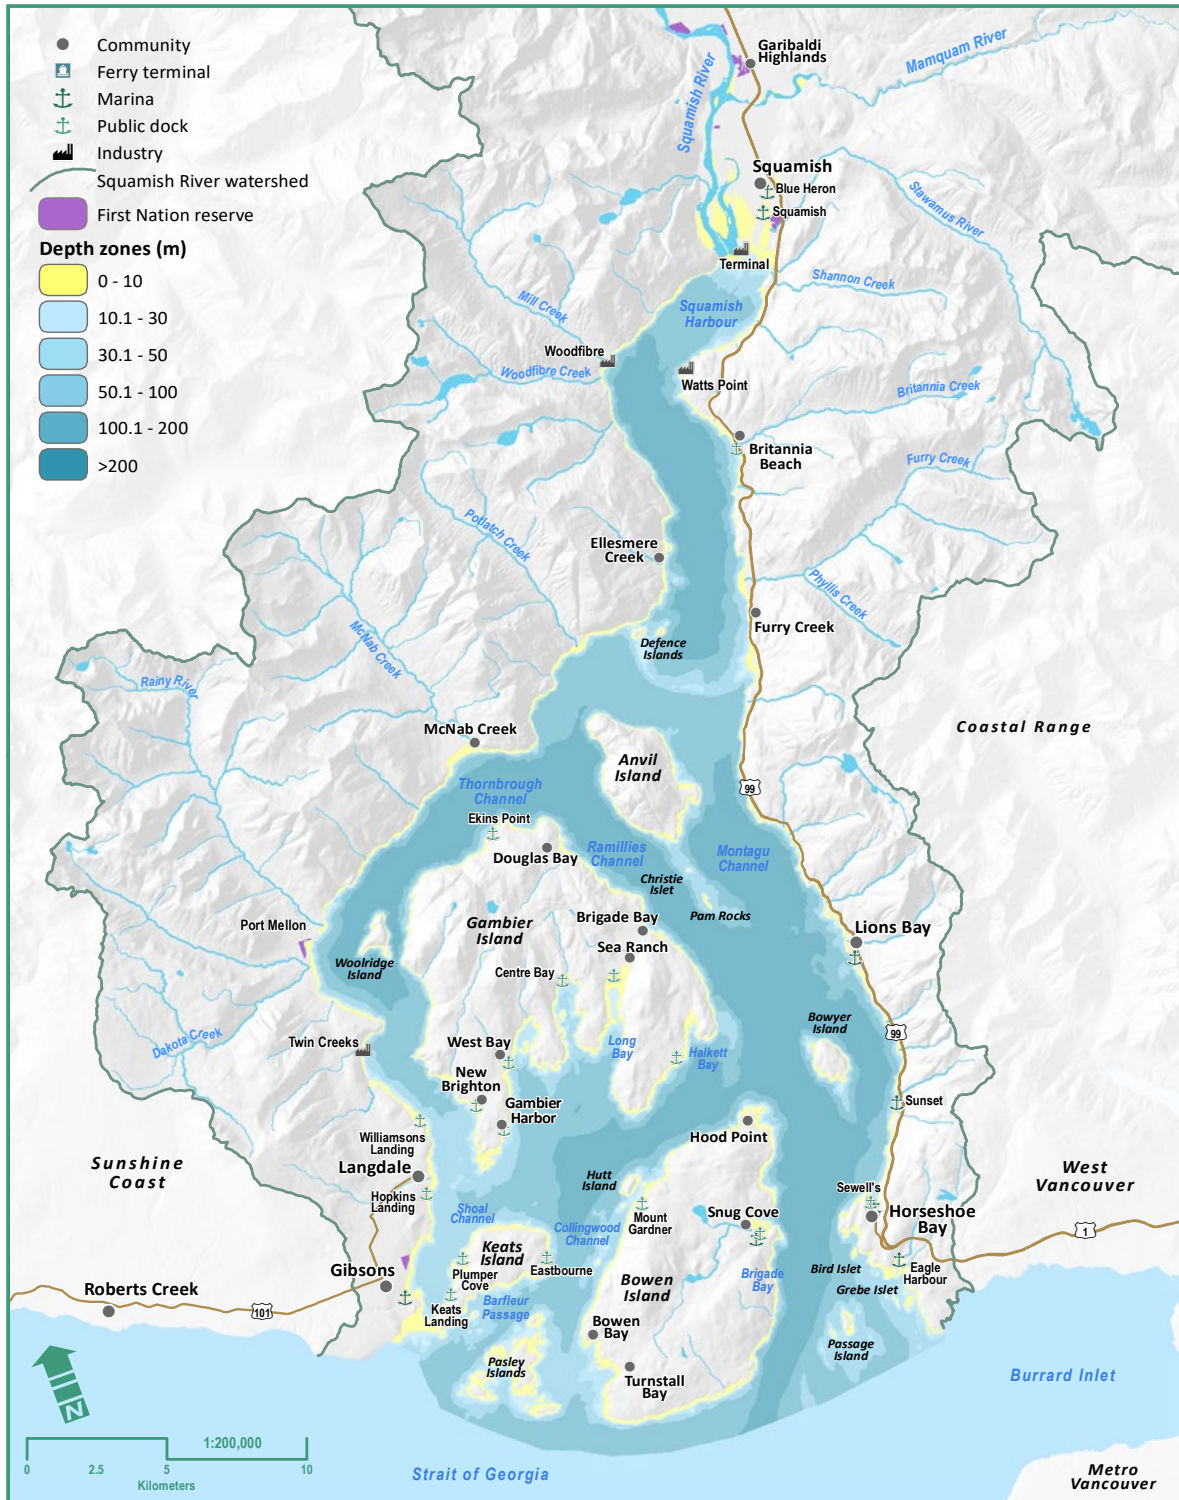 Community
Ferry terminal
Marina
Public dock
Industry
Squamish River watershed
First Nation reserve
Depth zones (m)
0 - 10
10.1 - 30
30.1 - 50
50.1 - 100
100.1 - 200
>200
Garibaldi
Highlands
Mamquam River
Squamish River
Squamish
Blue Heron
Squamish
Stawamus River
Terminal
Shannon Creek
Squamish
Harbour
Mill Creek
Woodfibre
Woodfibre Creek
Watts Point
Britannia Creek
Britannia
Beach
Furry Creek
Potlatch Creek
Ellesmere
Creek
Phyllis Creek
Furry Creek
Defence
Islands
McNab Creek
Rainy River
McNab Creek
Coastal Range
Anvil
Island
Thornbrough
Channel
99
Ekins Point
Douglas Bay
Ramillies
Channel
Montagu
Channel
Christie
Islet
Pam Rocks
Port Mellon
Gambier
Island
Brigade Bay
Sea Ranch
Lions Bay
Woolridge
Island
Centre Bay
Bowyer
Island
99
Dakota Creek
Twin Creeks
West Bay
Long
Bay
Halkett
Bay
New
Brighton
Gambier
Harbor
Sunset
Williamsons
Landing
Hood Point
Langdale
Sunshine
Coast
Hopkins
Landing
Hutt
Island
West
Vancouver
Sewell's
Mount
Gardner
Snug Cove
Horseshoe
Bay
Shoal
Channel
Collingwood
Channel
1
Keats
Island
Gibsons
Plumper
Cove
Eastbourne
Bowen
Island
Brigade
Bay
Bird Islet
Eagle
Harbour
Grebe Islet
Roberts Creek
101
Keats
Landing
Barfleur
Passage
Bowen
Bay
Passage
Island
Pasley
Islands
Turnstall
Bay
Burrard Inlet
N
1:200,000
0
2.5
5
10
Kilometers
Strait of Georgia
Metro
Vancouver